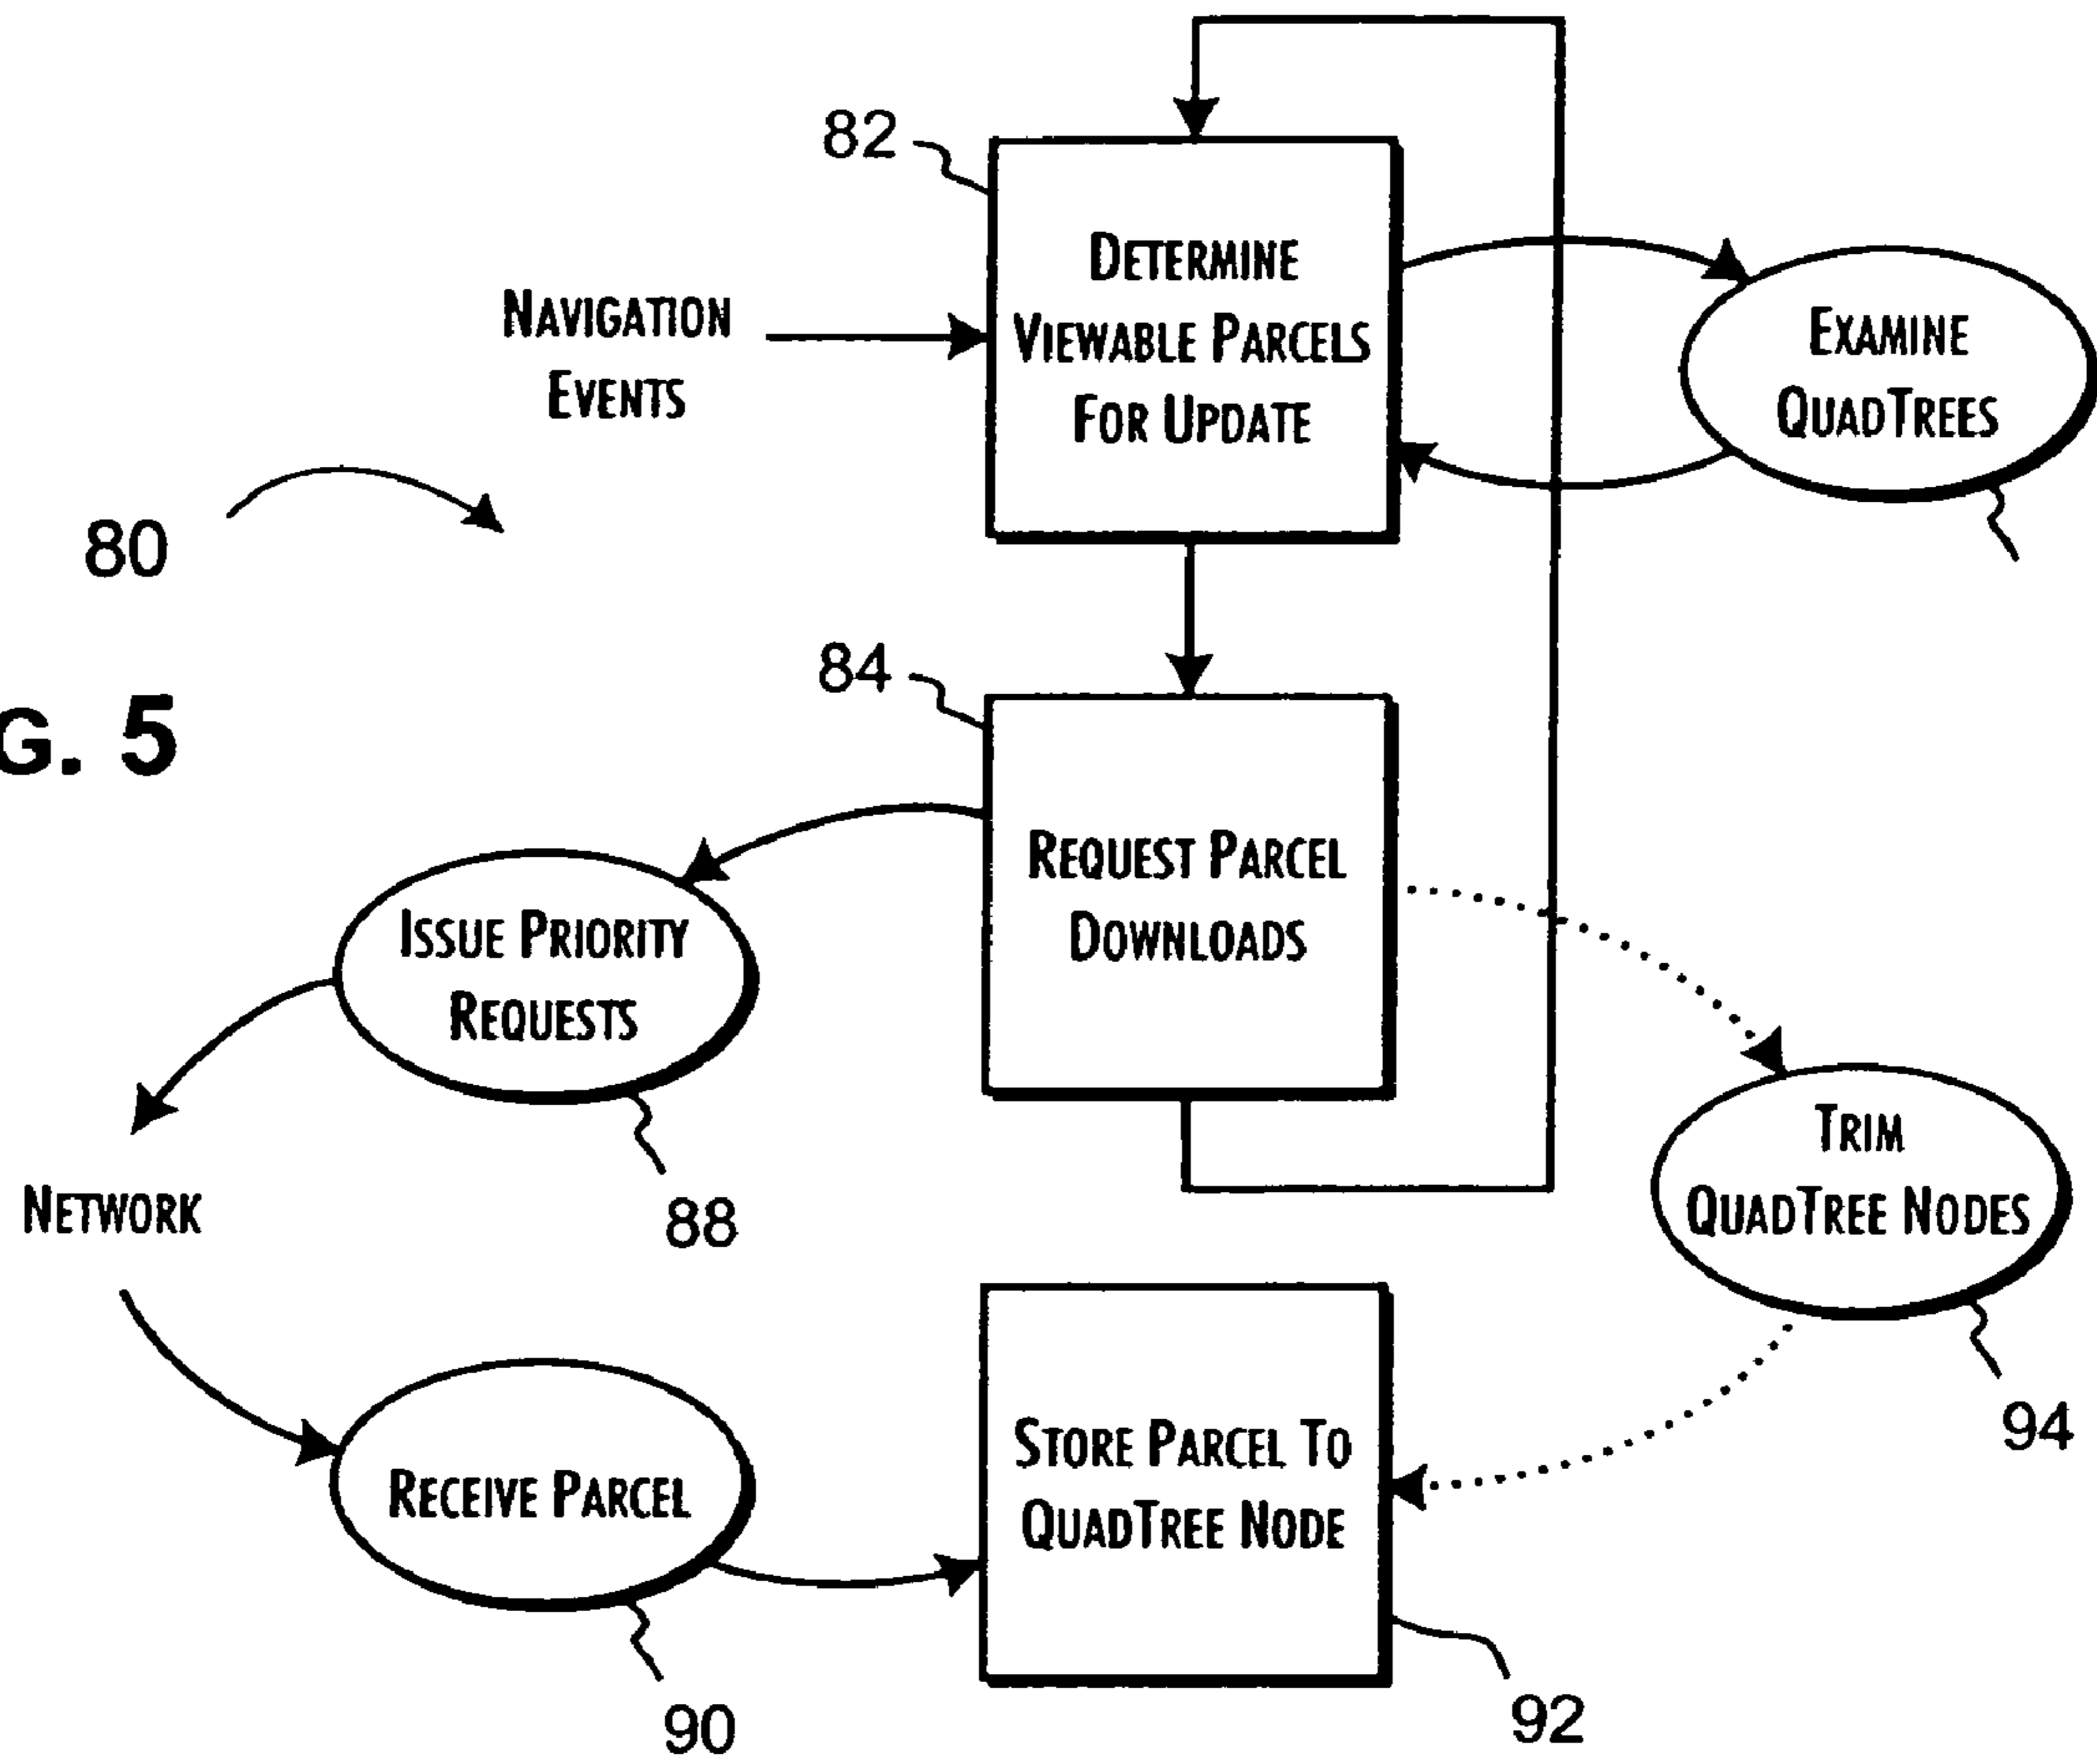 82
DETERMINE
VIEWABLE PARCELS
FOR UPDATE
NAVIGATION
EVENTS
EXAMINE
QUADTREES
80
84
G. 5
REQUEST PARCEL
DOWNLOADS
ISSUE PRIORITY
REQUESTS
88
NETWORK
TRIM
QUADTREE NODES
94
STORE PARCEL TO
QUADTREE NODE
RECEIVE PARCEL
90
92